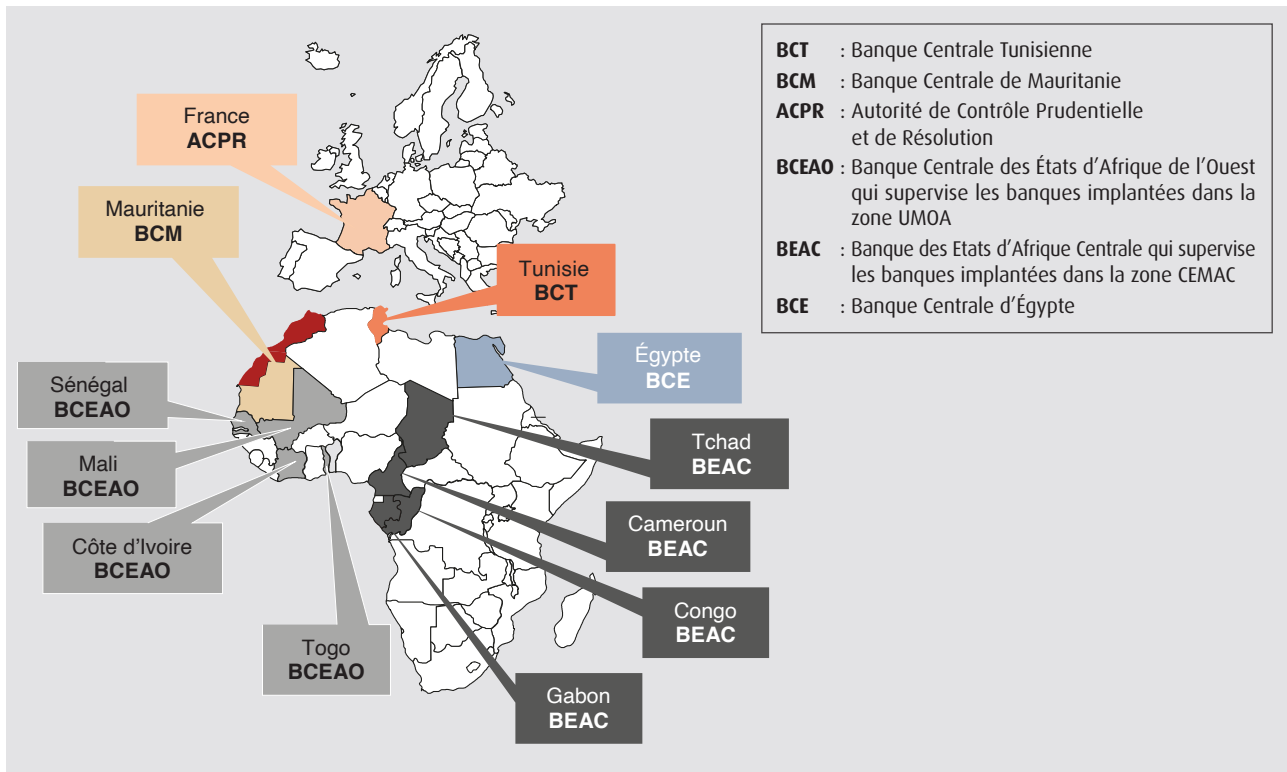 France
ACPR
Mauritanie
BCM
Tunisie
BCT
Égypte
BCE
Sénégal
BCEAO
Mali
BCEAO
Côte d'Ivoire
BCEAO
Togo
BCEAO
Tchad
BEAC
Cameroun
BEAC
Congo
BEAC
Gabon
BEAC
BCT : Banque Centrale Tunisienne
BCM : Banque Centrale de Mauritanie
ACPR : Autorité de Contrôle Prudentielle
et de Résolution
BCEAO : Banque Centrale des États d'Afrique de l'Ouest
qui supervise les banques implantées dans la
zone UMOA
BEAC : Banque des Etats d'Afrique Centrale qui supervise
les banques implantées dans la zone CEMAC
BCE : Banque Centrale d'Égypte